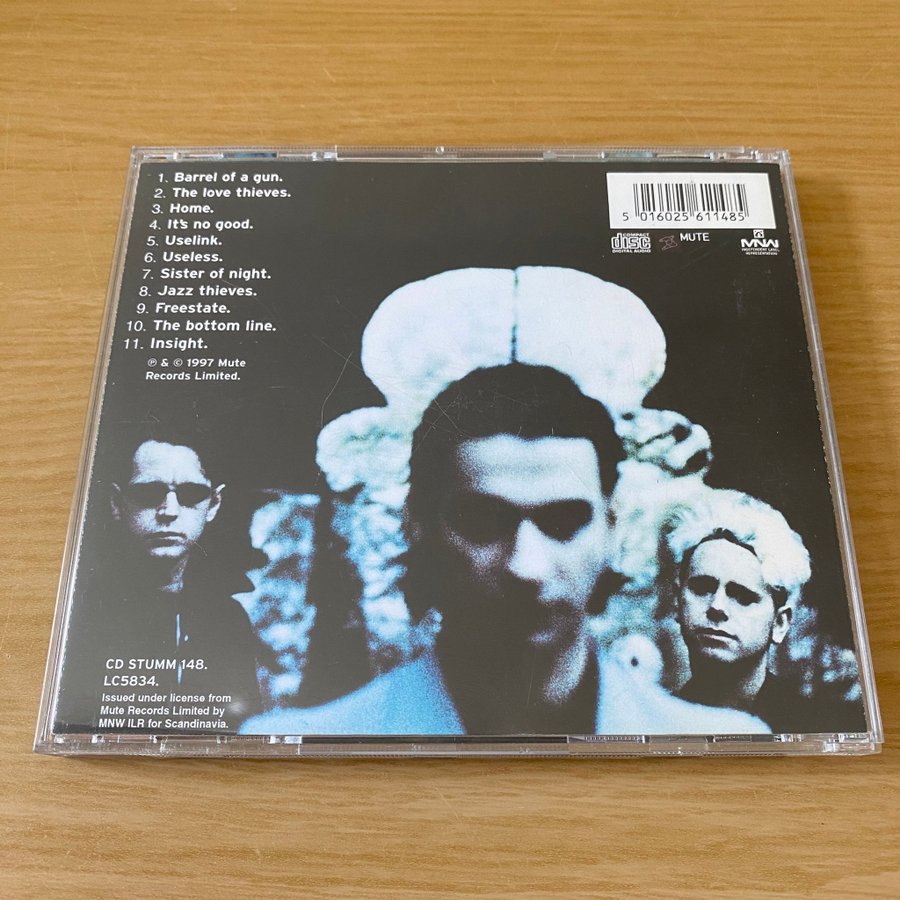 1. Barrel of a gun.
2. The love thieves.
3. Home.
4. It's no good.
5. Uselink.
6. Useless.
7. Sister of night.
8. Jazz thieves.
9. Freestate.
10. The bottom line.
11. Insight.
℗ & © 1997 Mute
Records Limited.
5 016025 611485
COMPACT
disc
DIGITAL AUDIO
MUTE
MNW
INDEPENDENT LABEL
REPRESENTATION
CD STUMM 148.
LC5834.
Issued under license from
Mute Records Limited by
MNW ILR for Scandinavia.